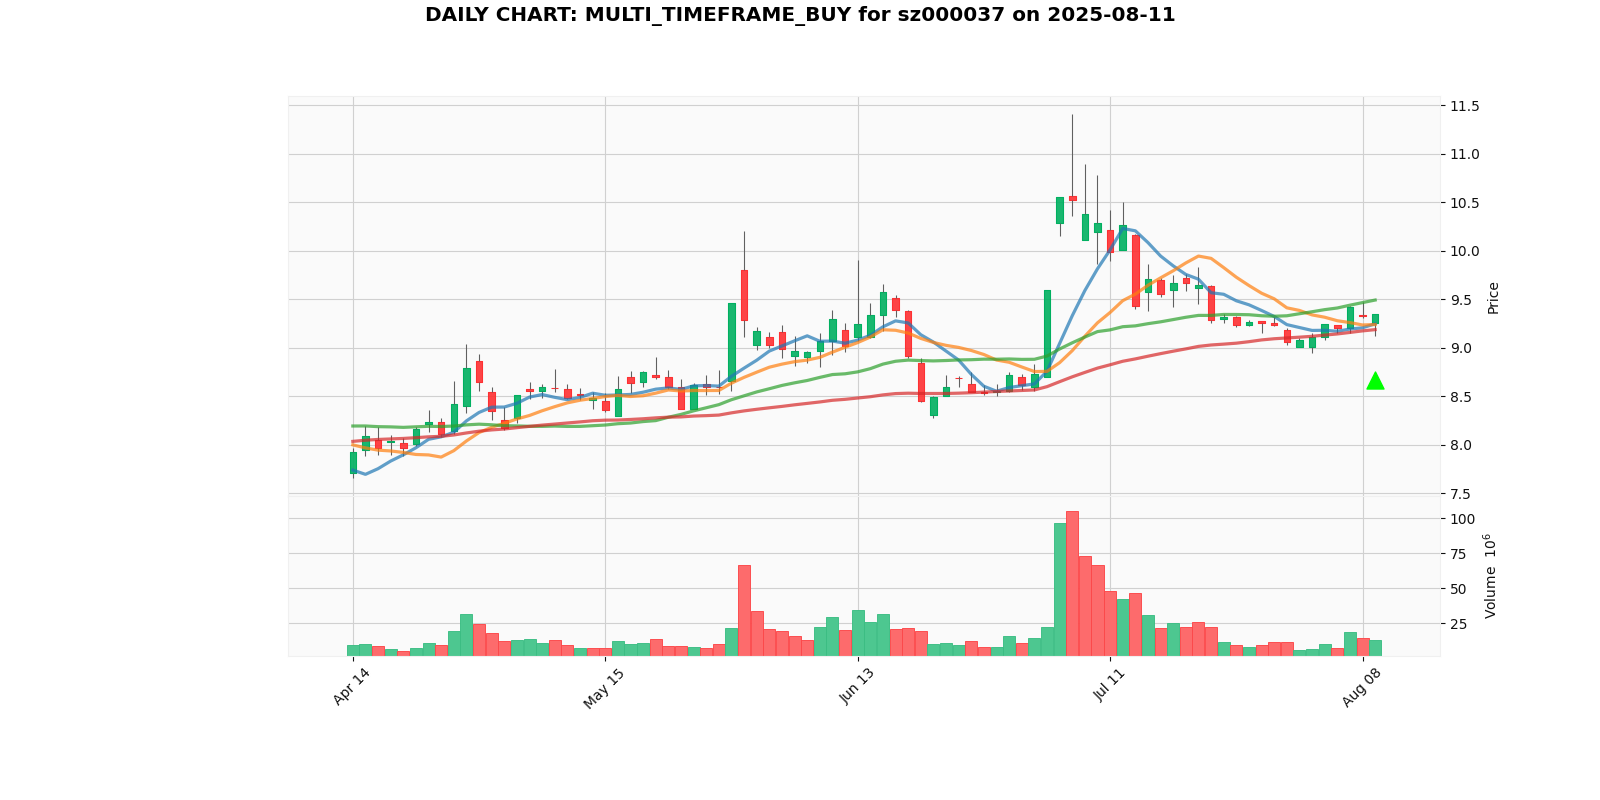 DAILY CHART: MULTI_TIMEFRAME_BUY for sz000037 on 2025-08-11
11.5
11.0
10.5
10.0
9.5
9.0
8.5
8.0
7.5
Price
100
75
50
25
Volume 10^6
Apr 14
May 15
Jun 13
Jul 11
Aug 08